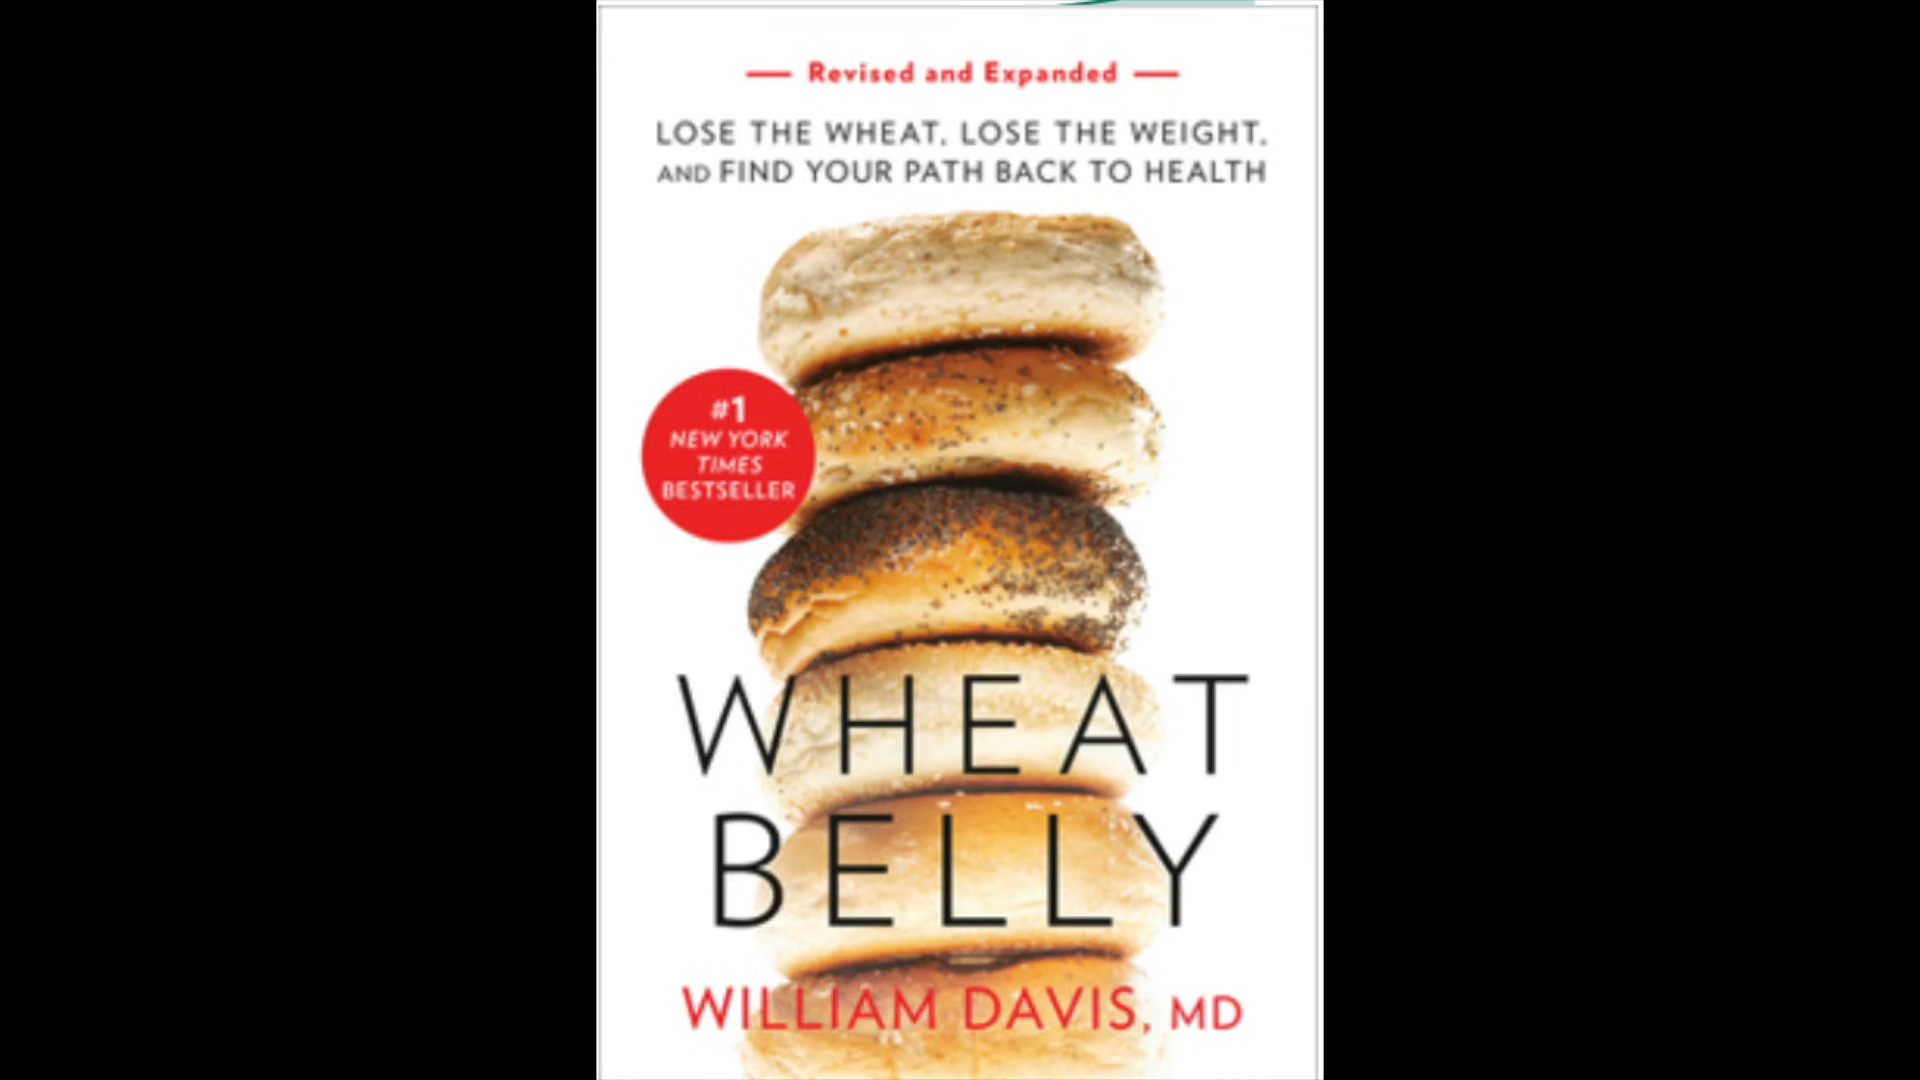 Revised and Expanded
LOSE THE WHEAT, LOSE THE WEIGHT,
AND FIND YOUR PATH BACK TO HEALTH
#1
NEW YORK
TIMES
BESTSELLER
WHEAT
BELLY
WILLIAM DAVIS, MD